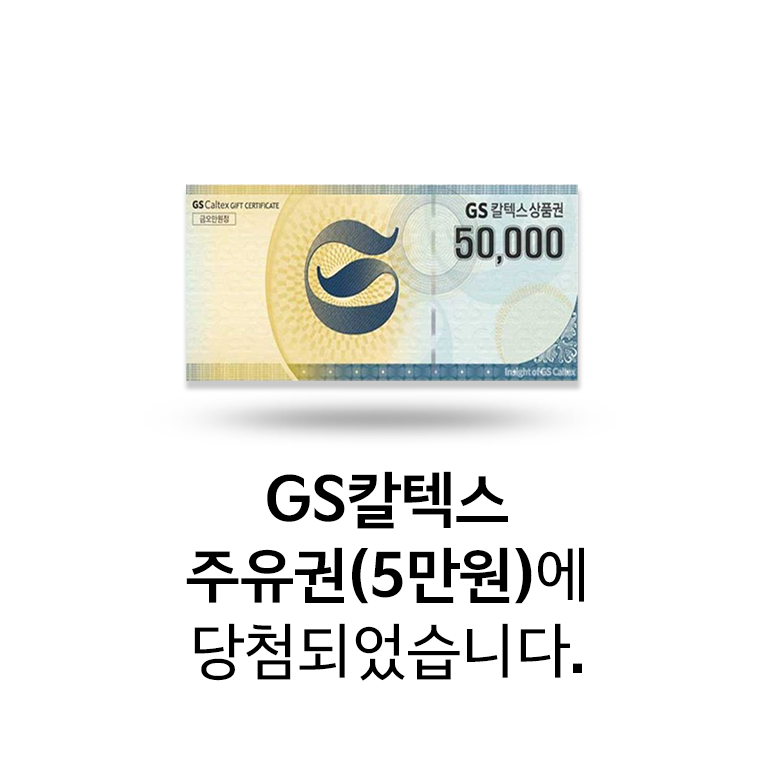 GS Caltex GIFT CERTIFICATE
금오만원정
GS 칼텍스 상품권
50,000
Insight of GS Caltex
GS칼텍스
주유권(5만원)에
당첨되었습니다.